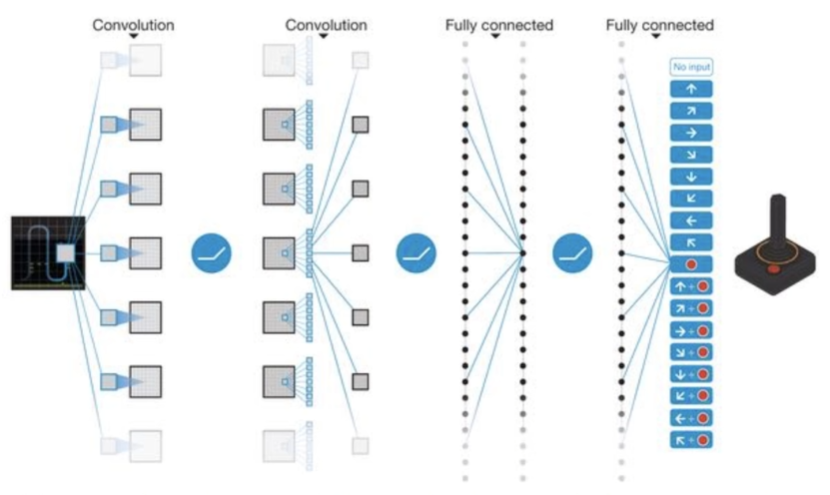 Convolution
Convolution
Fully connected
Fully connected
No input